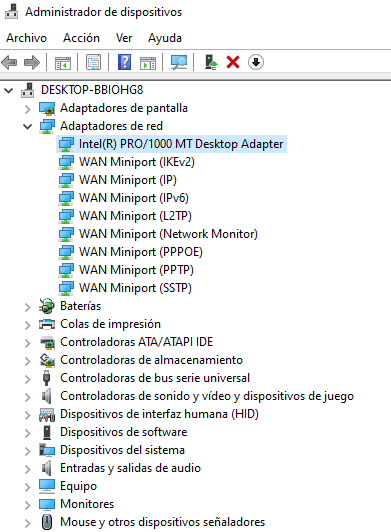 Administrador de dispositivos
Archivo Acción Ver Ayuda
DESKTOP-BBIOHG8
Adaptadores de pantalla
Adaptadores de red
Intel(R) PRO/1000 MT Desktop Adapter
WAN Miniport (IKEv2)
WAN Miniport (IP)
WAN Miniport (IPv6)
WAN Miniport (L2TP)
WAN Miniport (Network Monitor)
WAN Miniport (PPPOE)
WAN Miniport (PPTP)
WAN Miniport (SSTP)
Baterías
Colas de impresión
Controladoras ATA/ATAPI IDE
Controladoras de almacenamiento
Controladoras de bus serie universal
Controladoras de sonido y vídeo y dispositivos de juego
Dispositivos de interfaz humana (HID)
Dispositivos de software
Dispositivos del sistema
Entradas y salidas de audio
Equipo
Monitores
Mouse y otros dispositivos señaladores